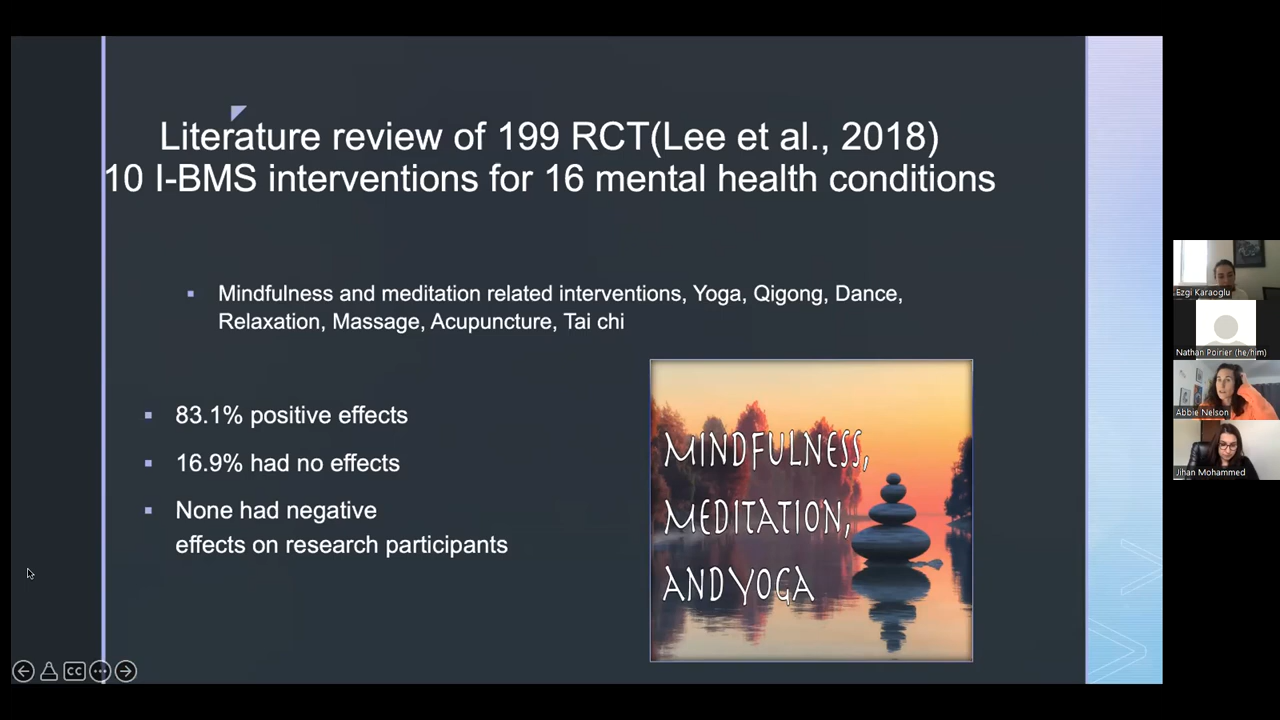 Literature review of 199 RCT(Lee et al., 2018)
10 I-BMS interventions for 16 mental health conditions
▪ Mindfulness and meditation related interventions, Yoga, Qigong, Dance,
Relaxation, Massage, Acupuncture, Tai chi
▪ 83.1% positive effects
▪ 16.9% had no effects
▪ None had negative
effects on research participants
MINDFULNESS,
MEDITATION,
AND YOGA
CC
Ezgi Karaoglu
Nathan Poirier (he/him)
Abbie Nelson
Jihan Mohammed